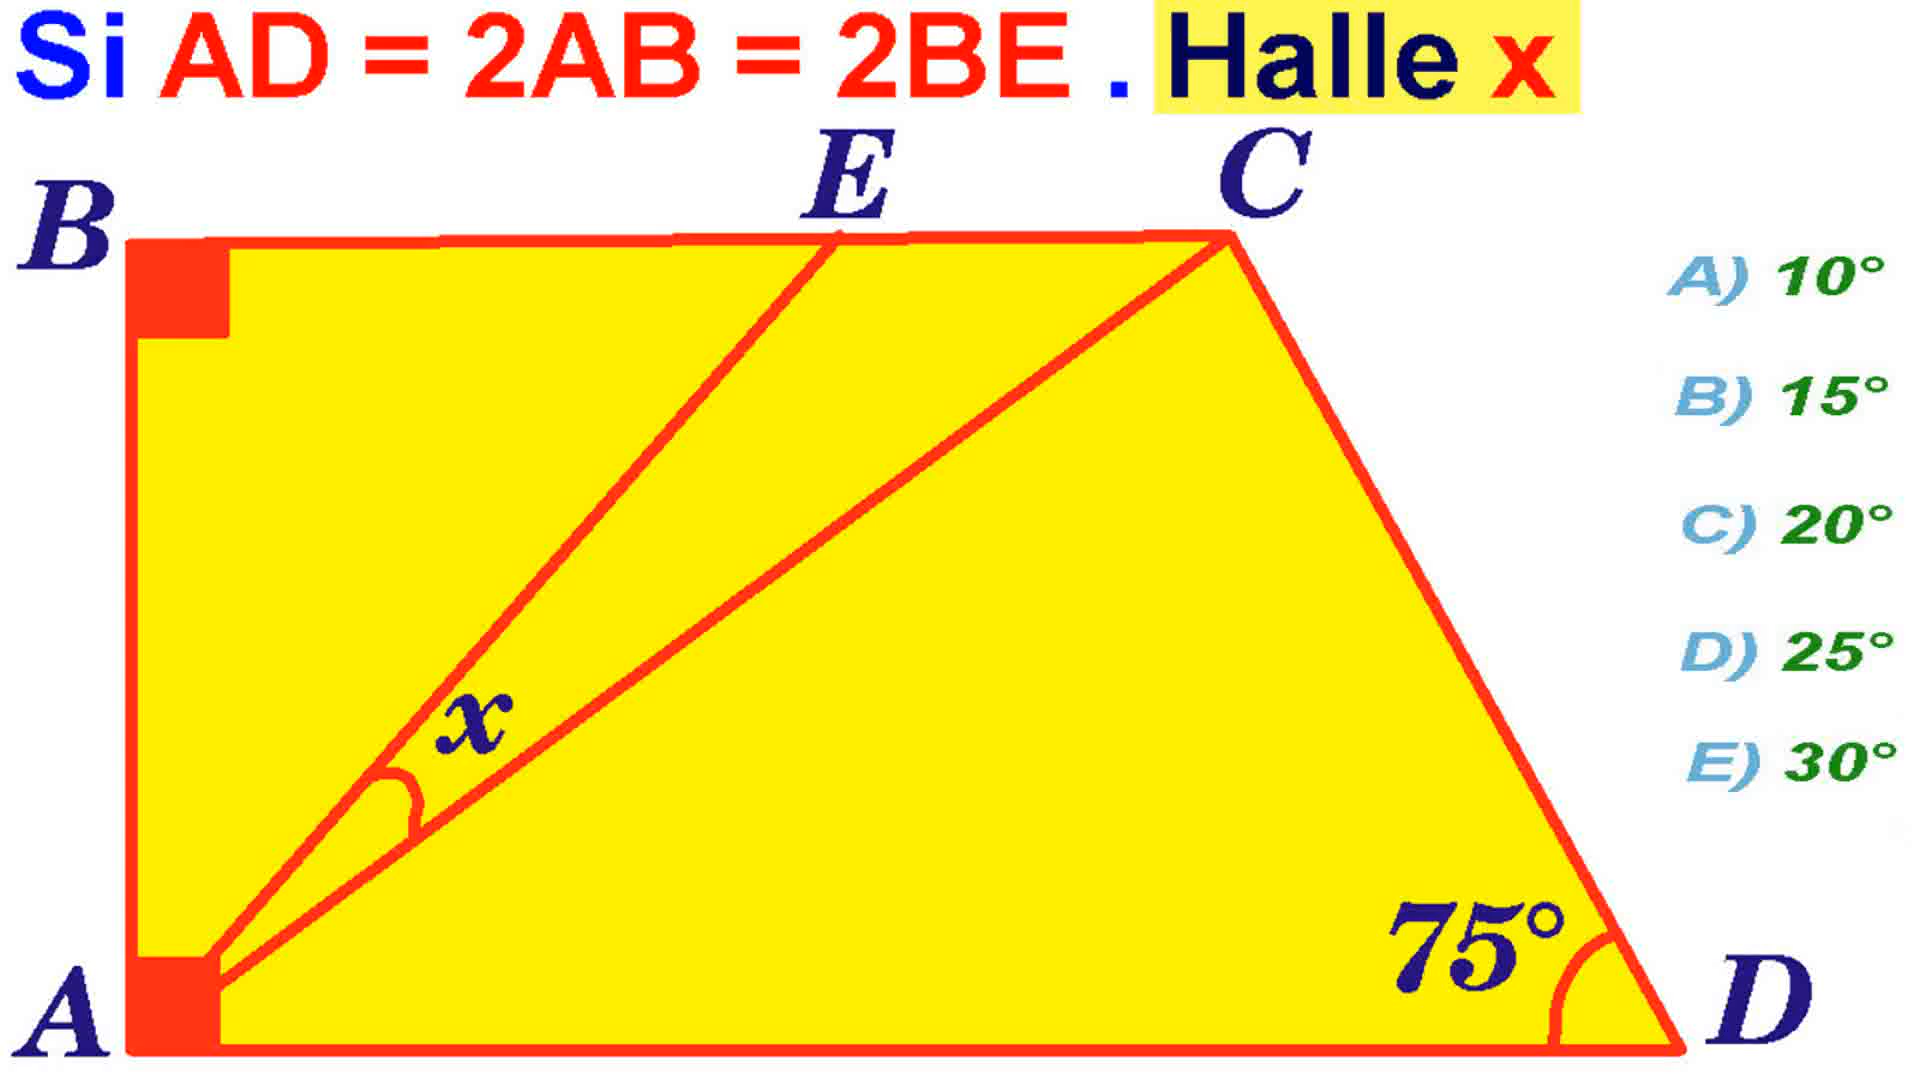 Si AD = 2AB = 2BE . Halle x
E C
B
A) 10°
B) 15°
C) 20°
D) 25°
x
E) 30°
75°
A D